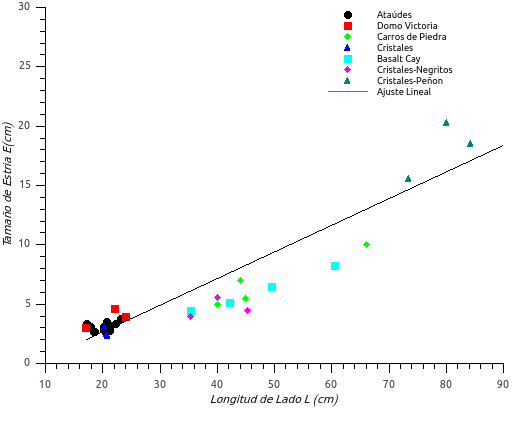 30
25
20
15
10
5
0
Tamaño de Estria E(cm)
Ataúdes
Domo Victoria
Carros de Piedra
Cristales
Basalt Cay
Cristales-Negritos
Cristales-Peñon
Ajuste Lineal
10 20 30 40 50 60 70 80 90
Longitud de Lado L (cm)